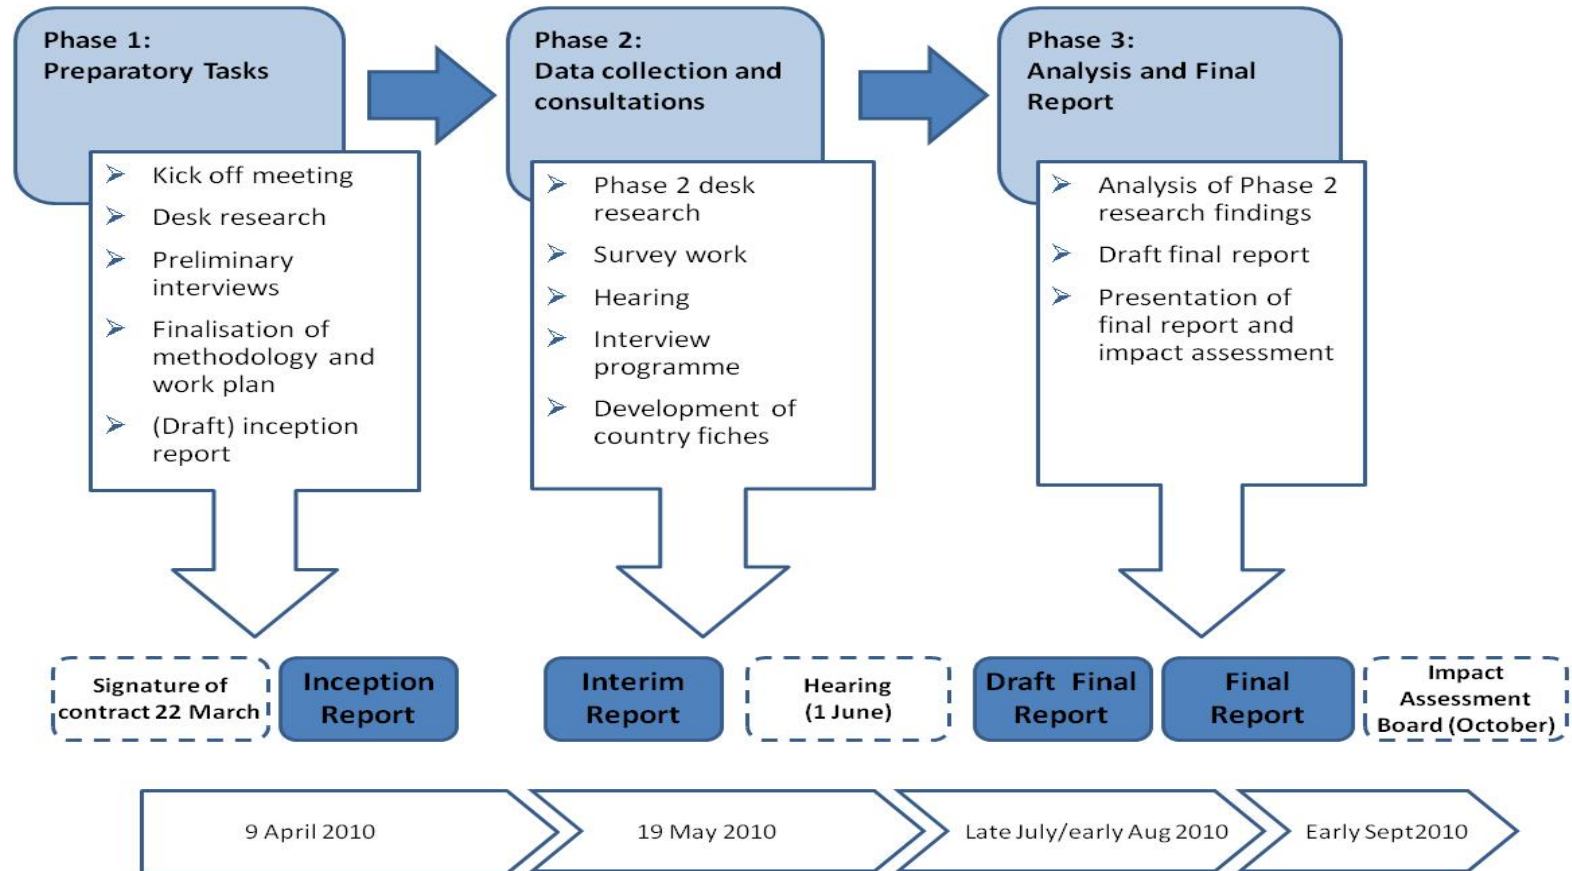 Phase 1:
Preparatory Tasks
Kick off meeting
Desk research
Preliminary
interviews
Finalisation of
methodology and
work plan
(Draft) inception
report
Phase 2:
Data collection and
consultations
Phase 2 desk
research
Survey work
Hearing
Interview
programme
Development of
country fiches
Phase 3:
Analysis and Final
Report
Analysis of Phase 2
research findings
Draft final report
Presentation of
final report and
impact assessment
Signature of
contract 22 March
Inception
Report
Interim
Report
Hearing
(1 June)
Draft Final
Report
Final
Report
Impact
Assessment
Board (October)
9 April 2010
19 May 2010
Late July/early Aug 2010
Early Sept2010